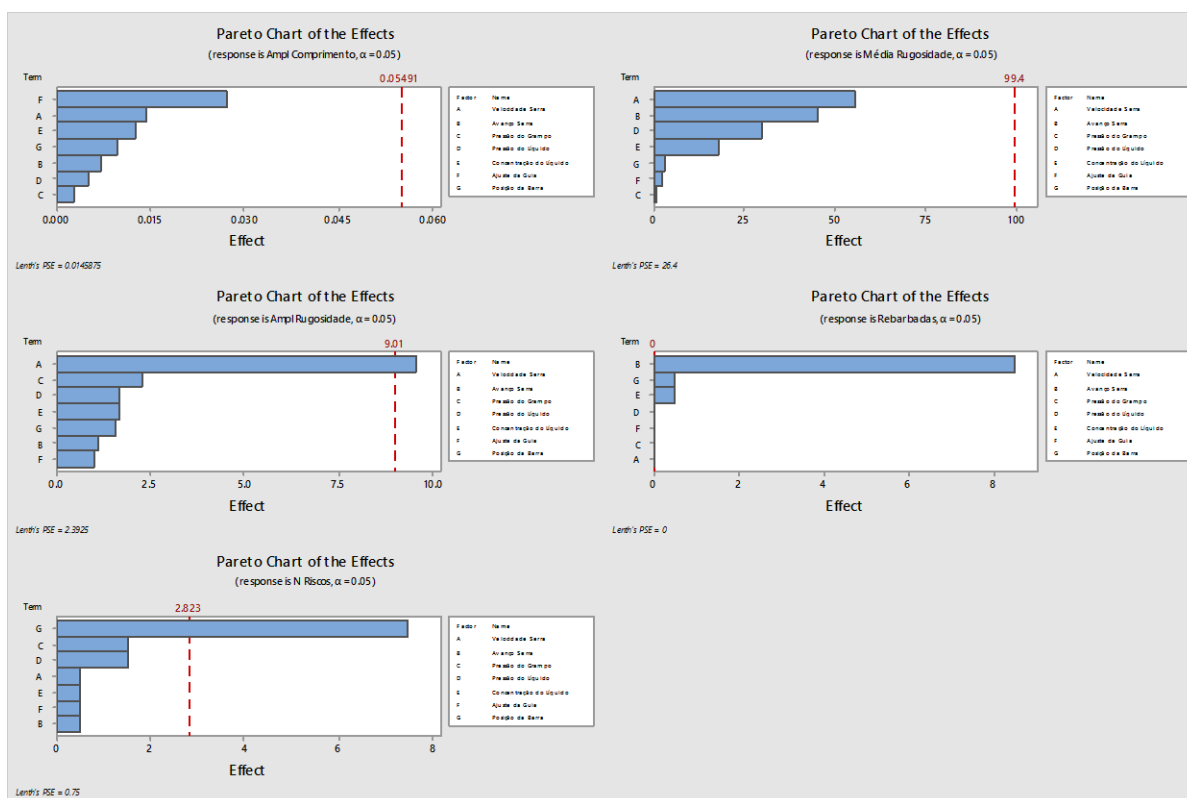 Pareto Chart of the Effects
(response is Ampl Comprimento, α = 0.05)
Term
0.05491
F
A
E
G
B
D
C
0.000 0.015 0.030 0.045 0.060
Effect
Lenth's PSE = 0.0145875
Factor Name
A Velocidade Serra
B Avanço Serra
C Pressão do Grampo
D Pressão do Líquido
E Concentração do Líquido
F Ajuste da Guia
G Posição da Barra
Pareto Chart of the Effects
(response is Média Rugosidade, α = 0.05)
Term
99.4
A
B
D
E
G
F
C
0 25 50 75 100
Effect
Lenth's PSE = 26.4
Factor Name
A Velocidade Serra
B Avanço Serra
C Pressão do Grampo
D Pressão do Líquido
E Concentração do Líquido
F Ajuste da Guia
G Posição da Barra
Pareto Chart of the Effects
(response is Ampl Rugosidade, α = 0.05)
Term
9.01
A
C
D
E
G
B
F
0.0 2.5 5.0 7.5 10.0
Effect
Lenth's PSE = 2.3925
Factor Name
A Velocidade Serra
B Avanço Serra
C Pressão do Grampo
D Pressão do Líquido
E Concentração do Líquido
F Ajuste da Guia
G Posição da Barra
Pareto Chart of the Effects
(response is Rebarbadas, α = 0.05)
Term
0
B
G
E
D
F
C
A
0 2 4 6 8
Effect
Lenth's PSE = 0
Factor Name
A Velocidade Serra
B Avanço Serra
C Pressão do Grampo
D Pressão do Líquido
E Concentração do Líquido
F Ajuste da Guia
G Posição da Barra
Pareto Chart of the Effects
(response is N Riscos, α = 0.05)
Term
2.823
G
C
D
A
E
F
B
0 2 4 6 8
Effect
Lenth's PSE = 0.75
Factor Name
A Velocidade Serra
B Avanço Serra
C Pressão do Grampo
D Pressão do Líquido
E Concentração do Líquido
F Ajuste da Guia
G Posição da Barra